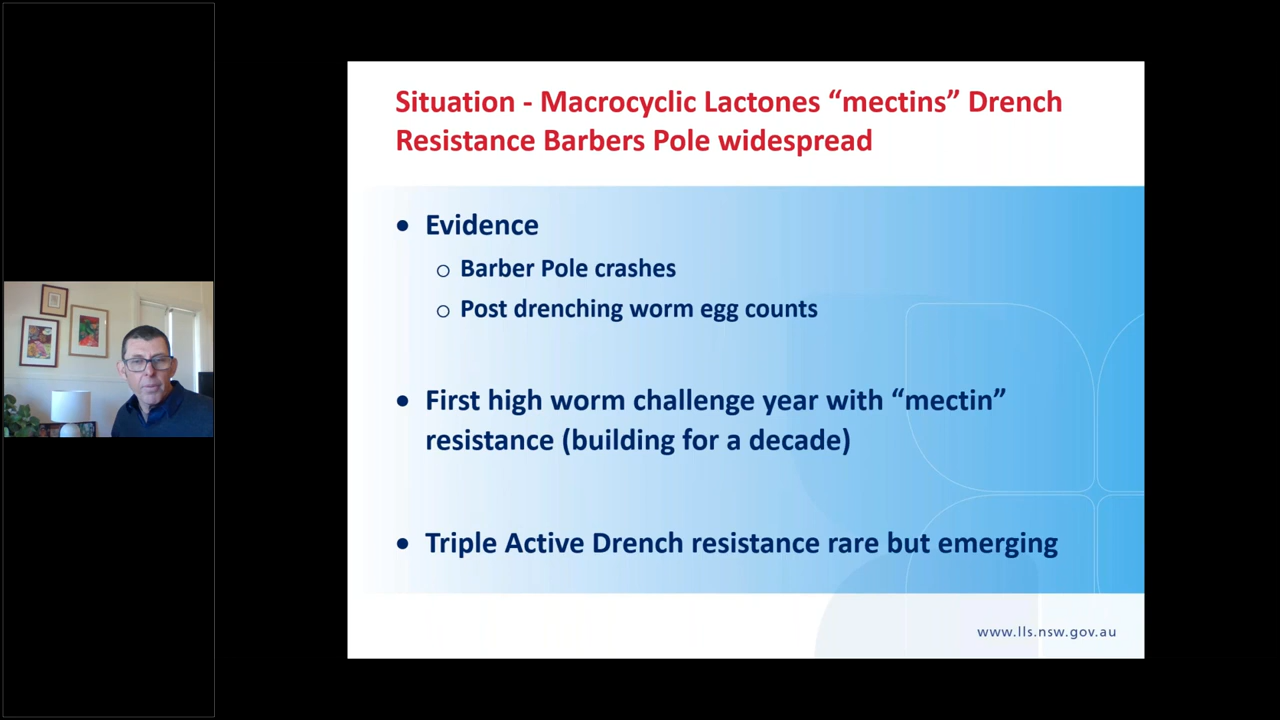 Situation - Macrocyclic Lactones “mectins” Drench
Resistance Barbers Pole widespread
• Evidence
o Barber Pole crashes
o Post drenching worm egg counts
• First high worm challenge year with “mectin”
resistance (building for a decade)
• Triple Active Drench resistance rare but emerging
www.lls.nsw.gov.au